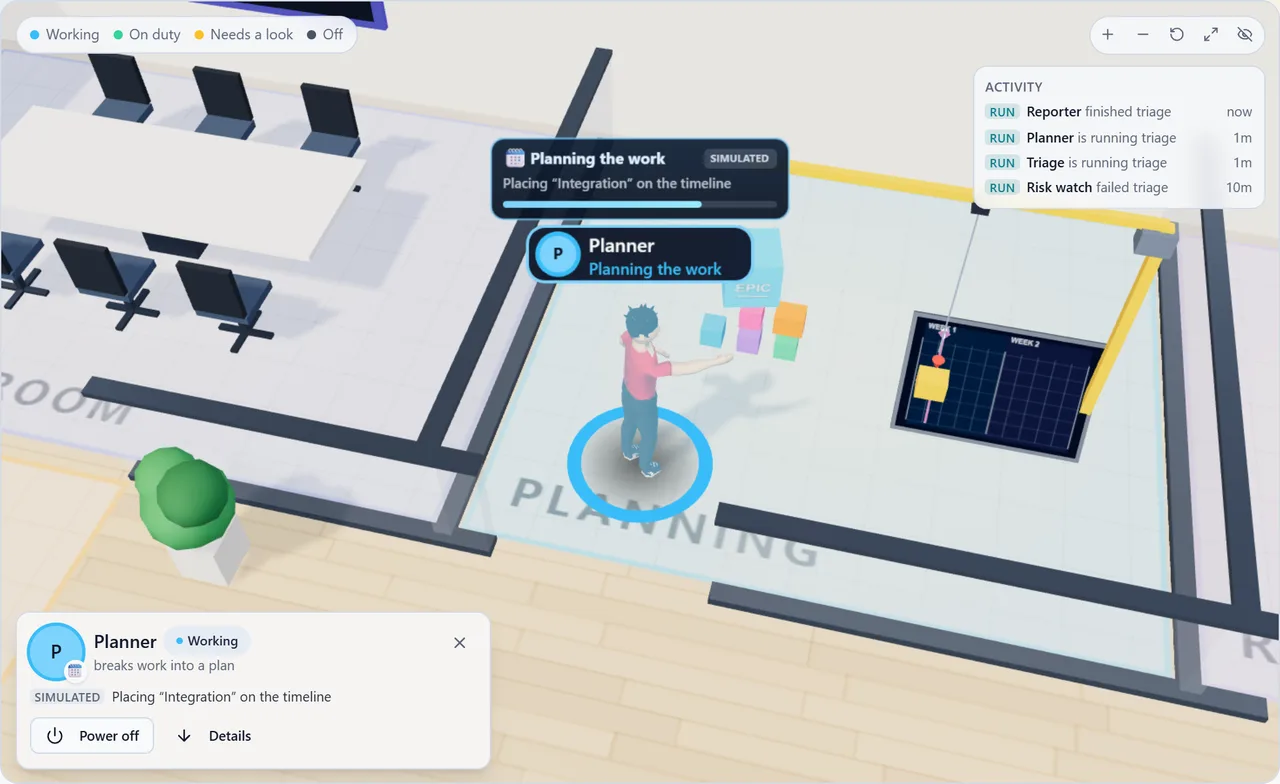 Working On duty Needs a look Off
ACTIVITY
RUN Reporter finished triage now
RUN Planner is running triage 1m
RUN Triage is running triage 1m
RUN Risk watch failed triage 10m
Planning the work SIMULATED
Placing “Integration” on the timeline
P Planner
Planning the work
EPIC
WEEK 1
WEEK 2
ROOM
PLANNING
P Planner Working
breaks work into a plan
SIMULATED Placing “Integration” on the timeline
Power off Details